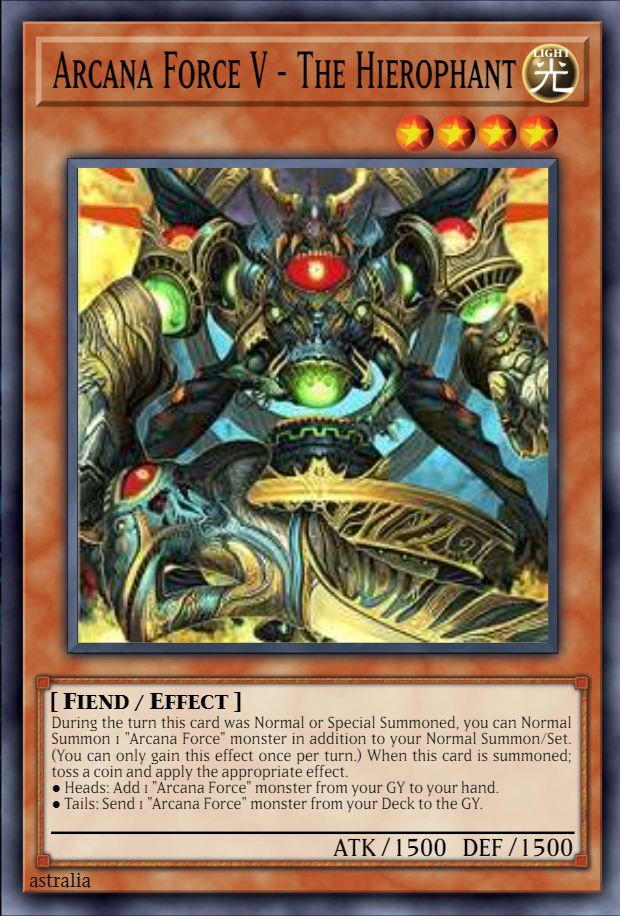 Arcana Force V - The Hierophant
LIGHT
光
[ Fiend / Effect ]
During the turn this card was Normal or Special Summoned, you can Normal
Summon 1 "Arcana Force" monster in addition to your Normal Summon/Set.
(You can only gain this effect once per turn.) When this card is summoned;
toss a coin and apply the appropriate effect.
● Heads: Add 1 "Arcana Force" monster from your GY to your hand.
● Tails: Send 1 "Arcana Force" monster from your Deck to the GY.
ATK / 1500 DEF / 1500
astralia